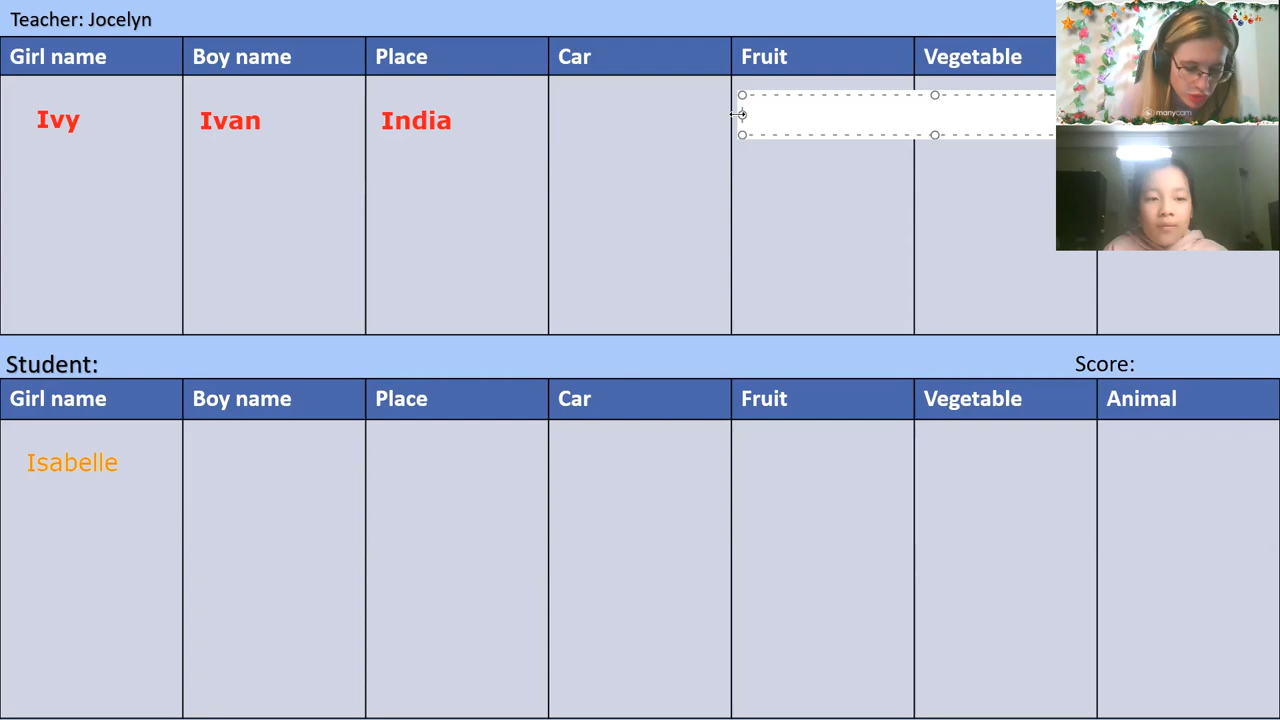 Teacher: Jocelyn
Girl name Boy name Place Car Fruit Vegetable
Ivy Ivan India
manycam
Student: Score:
Girl name Boy name Place Car Fruit Vegetable Animal
Isabelle